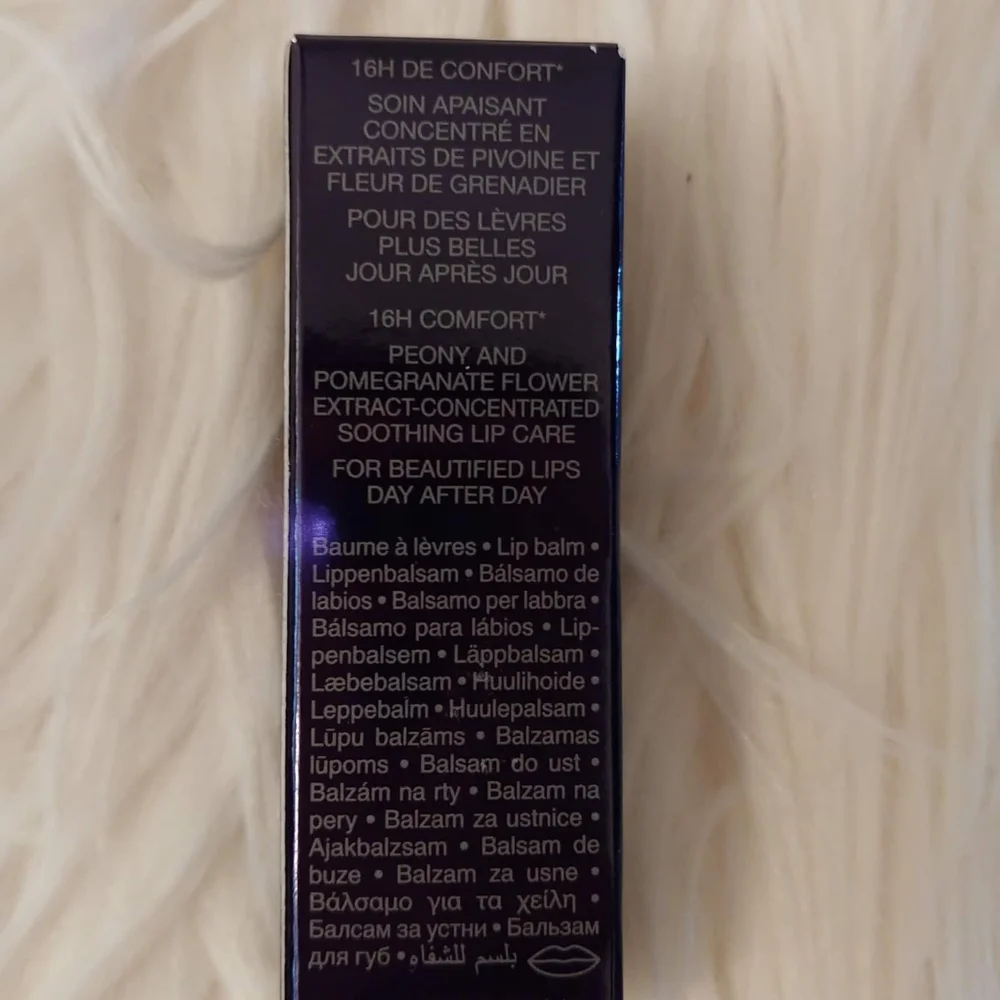 16H DE CONFORT*
SOIN APAISANT
CONCENTRÉ EN
EXTRAITS DE PIVOINE ET
FLEUR DE GRENADIER
POUR DES LÈVRES
PLUS BELLES
JOUR APRÈS JOUR
16H COMFORT*
PEONY AND
POMEGRANATE FLOWER
EXTRACT-CONCENTRATED
SOOTHING LIP CARE
FOR BEAUTIFIED LIPS
DAY AFTER DAY
Baume à lèvres • Lip balm •
Lippenbalsam • Bálsamo de
labios • Balsamo per labbra •
Bálsamo para lábios • Lip-
penbalsem • Läppbalsam •
Læbebalsam • Huulihoide •
Leppebalm • Huulepalsam •
Lūpu balzāms • Balzamas
lūpoms • Balsam do ust •
Balzám na rty • Balzam na
pery • Balzam za ustnice •
Ajakbalzsam • Balsam de
buze • Balzam za usne •
Βάλσαμο για τα χείλη •
Балсам за устни • Бальзам
для губ • بلسم للشفاه